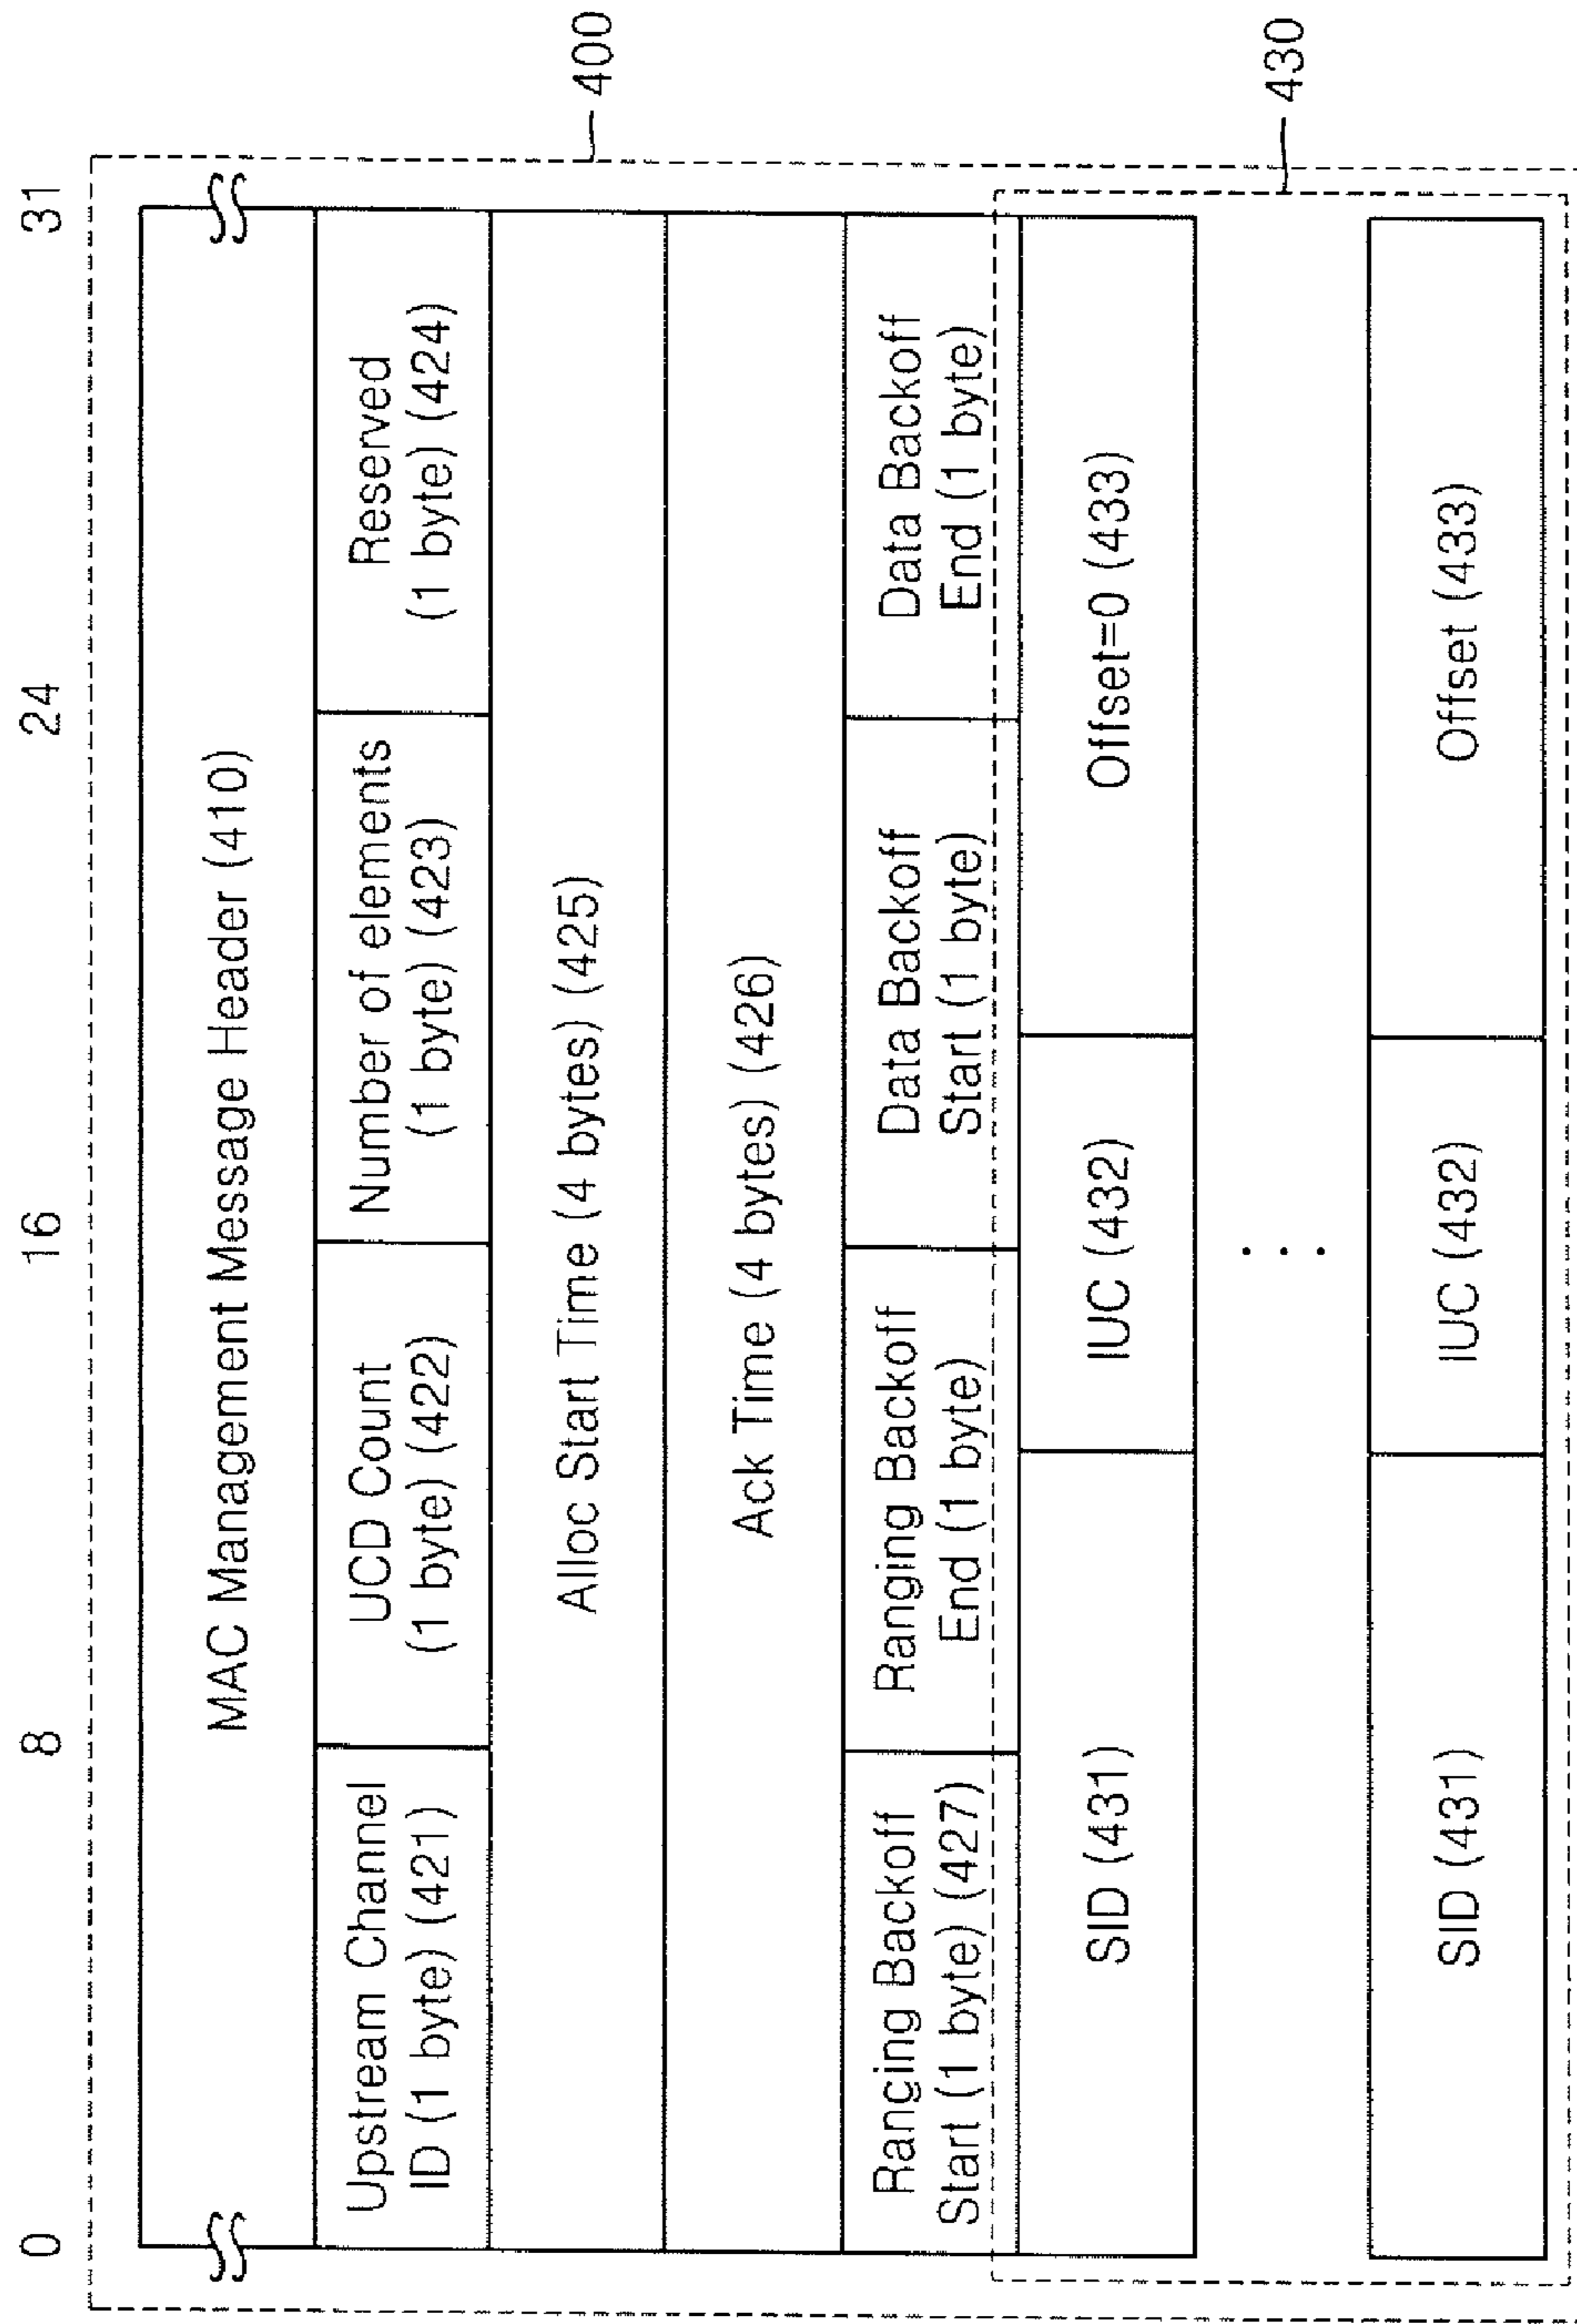 0 8 16 24 31
MAC Management Message Header (410)
Upstream Channel
ID (1 byte) (421)
UCD Count
(1 byte) (422)
Number of elements
(1 byte) (423)
Reserved
(1 byte) (424)
Alloc Start Time (4 bytes) (425)
400
Ack Time (4 bytes) (426)
Rancing Backoff
Start (1 byte) (427)
Ranging Backoff
End (1 byte)
Data Backoff
Start (1 byte)
Data Backoff
End (1 byte)
SID (431)
IUC (432)
Offset=0 (433)
430
...
SID (431)
IUC (432)
Offset (433)